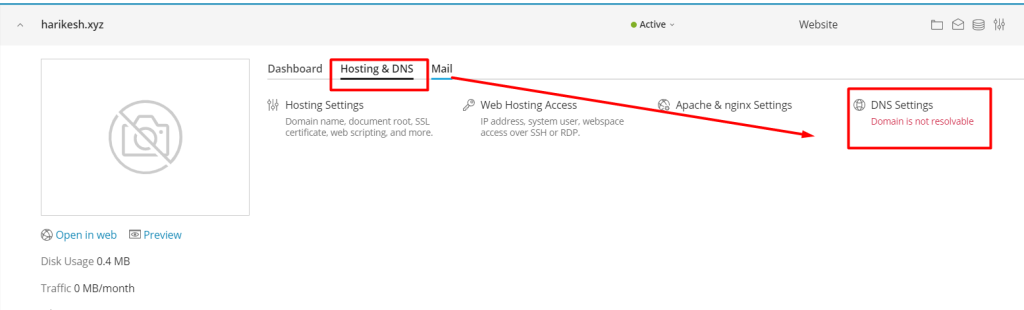 harikesh.xyz
Active
Website
Dashboard
Hosting & DNS
Mail
Hosting Settings
Domain name, document root, SSL
certificate, web scripting, and more.
Web Hosting Access
IP address, system user, webspace
access over SSH or RDP.
Apache & nginx Settings
DNS Settings
Domain is not resolvable
Open in web
Preview
Disk Usage 0.4 MB
Traffic 0 MB/month